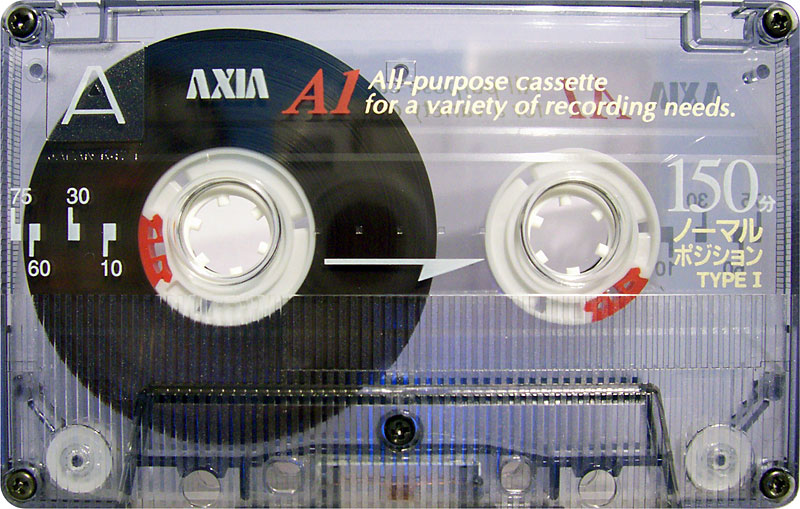 A
AXIA A1 All-purpose cassette
for a variety of recording needs.
75 30
60 10
150分
ノーマル
ポジション
TYPE I